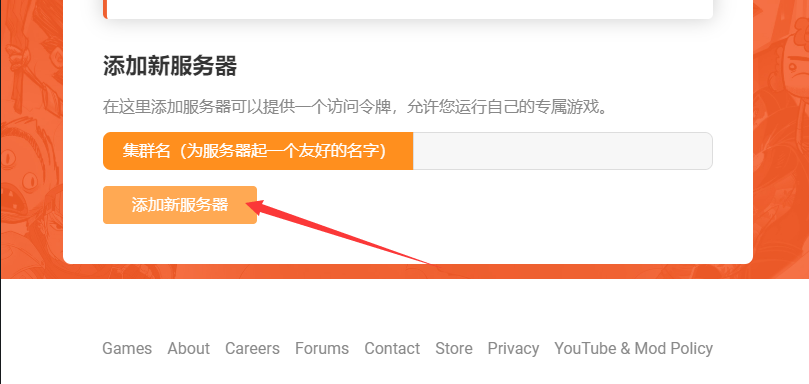 添加新服务器
在这里添加服务器可以提供一个访问令牌，允许您运行自己的专属游戏。
集群名（为服务器起一个友好的名字）
添加新服务器
Games About Careers Forums Contact Store Privacy YouTube & Mod Policy